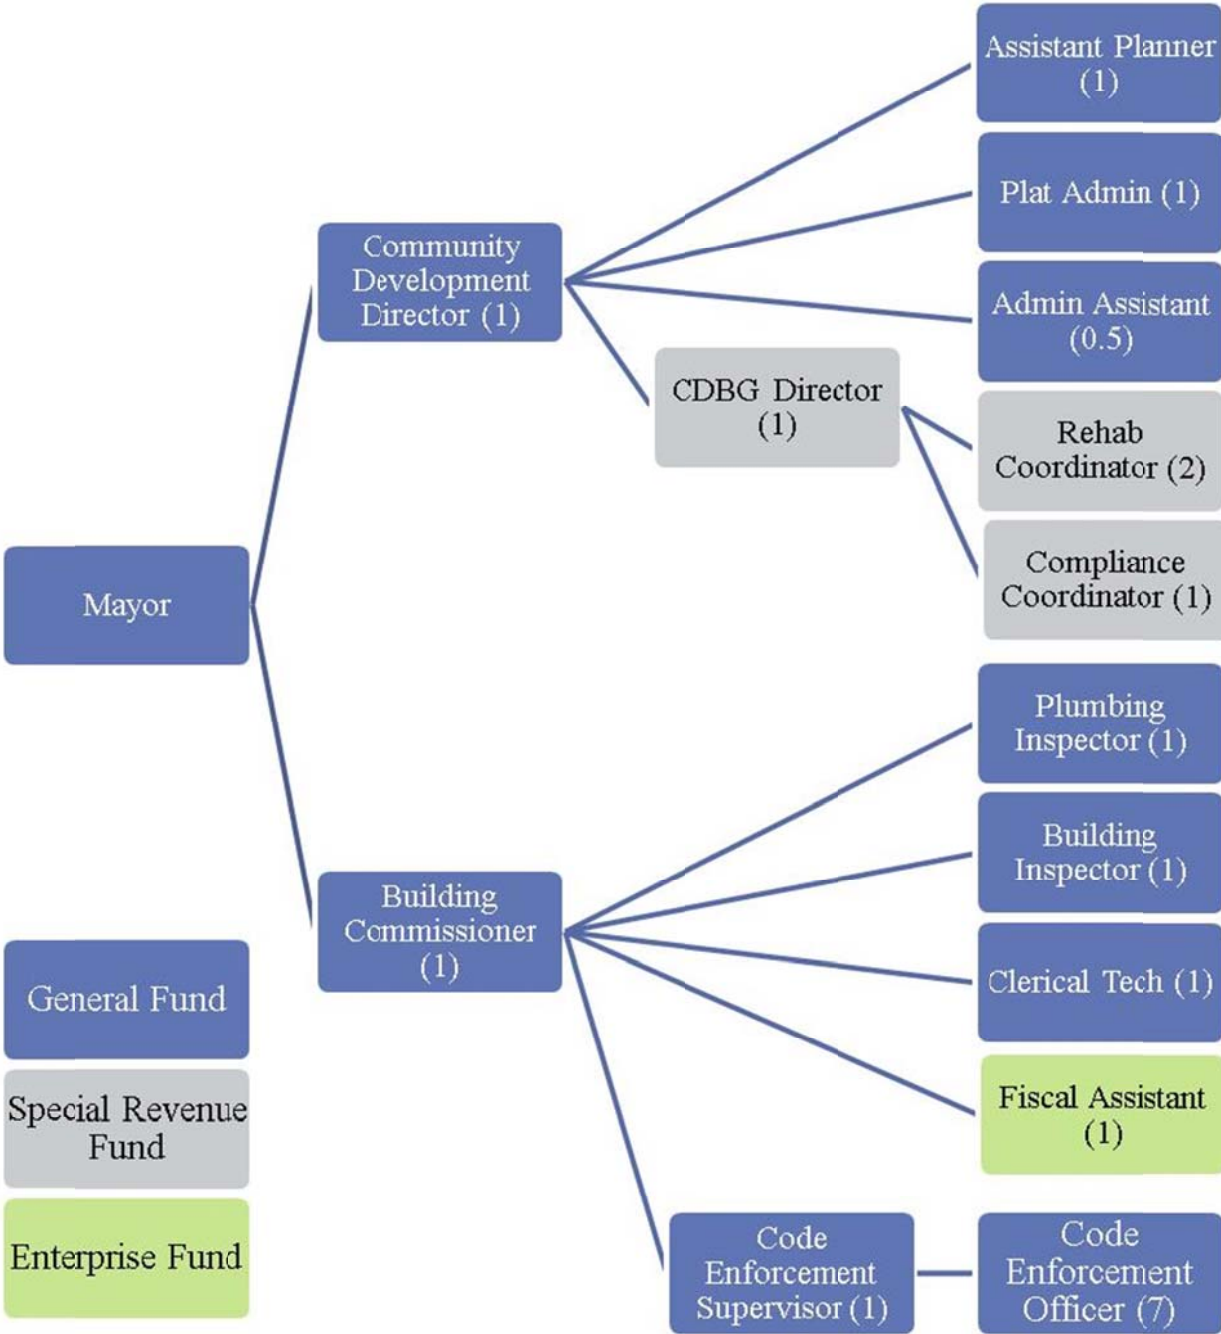 Assistant Planner
(1)
Plat Admin (1)
Community
Development
Director (1)
Admin Assistant
(0.5)
CDBG Director
(1)
Rehab
Coordinator (2)
Compliance
Coordinator (1)
Mayor
Plumbing
Inspector (1)
Building
Inspector (1)
Building
Commissioner
(1)
Clerical Tech (1)
Fiscal Assistant
(1)
Code
Enforcement
Supervisor (1)
Code
Enforcement
Officer (7)
General Fund
Special Revenue
Fund
Enterprise Fund